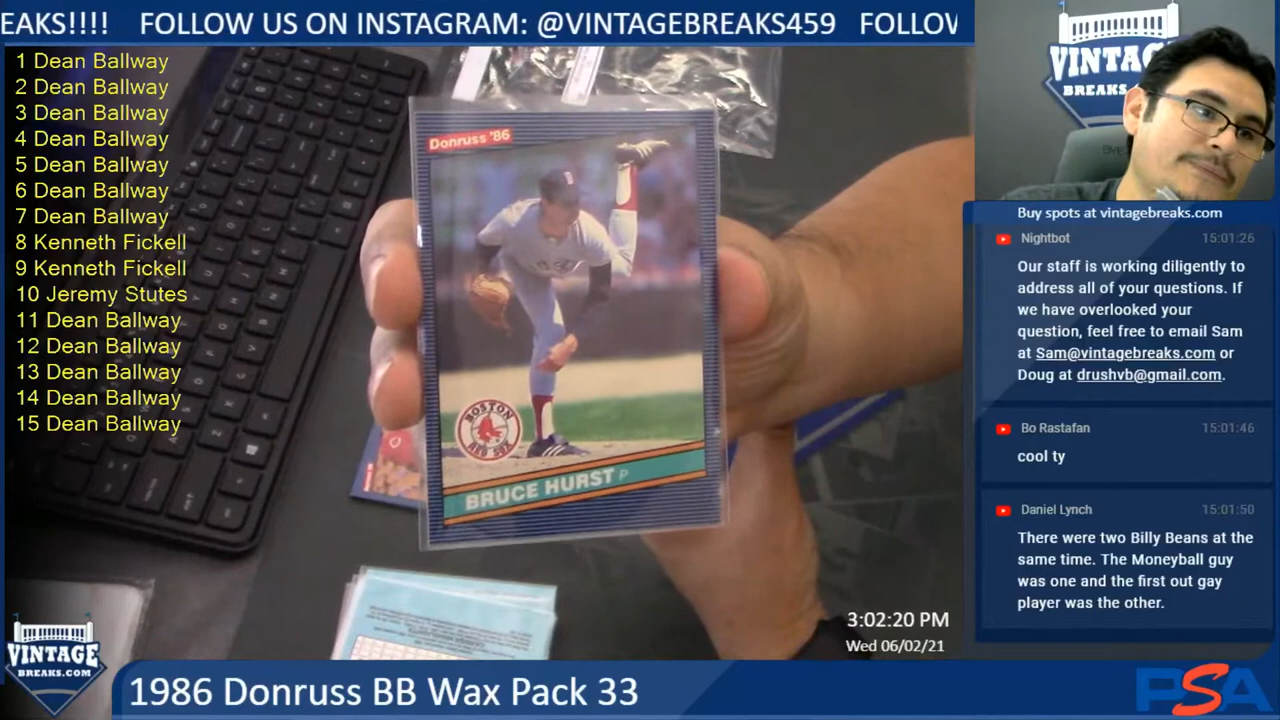 EAKS!!!! FOLLOW US ON INSTAGRAM: @VINTAGEBREAKS459 FOLLOW
1 Dean Ballway
2 Dean Ballway
3 Dean Ballway
4 Dean Ballway
5 Dean Ballway
6 Dean Ballway
7 Dean Ballway
8 Kenneth Fickell
9 Kenneth Fickell
10 Jeremy Stutes
11 Dean Ballway
12 Dean Ballway
13 Dean Ballway
14 Dean Ballway
15 Dean Ballway
Donruss '86
BOSTON
RED SOX
BRUCE HURST P
VINTAGE
BREAKS
Buy spots at vintagebreaks.com
Nightbot 15:01:26
Our staff is working diligently to
address all of your questions. If
we have overlooked your
question, feel free to email Sam
at Sam@vintagebreaks.com or
Doug at drushvb@gmail.com.
Bo Rastafan 15:01:46
cool ty
Daniel Lynch 15:01:50
There were two Billy Beans at the
same time. The Moneyball guy
was one and the first out gay
player was the other.
3:02:20 PM
Wed 06/02/21
VINTAGE
BREAKS.COM
1986 Donruss BB Wax Pack 33
PSA